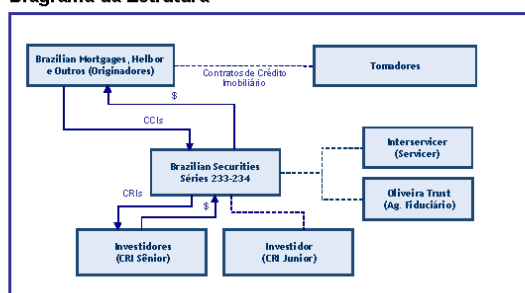 Diagrama da Estrutura
Brazilian Mortgages, Helbor
e Outros (Originadores)
Contratos de Crédito
Imobiliário
Tomadores
$
CCIs
Brazilian Securities
Séries 233-234
Interservicer
(Servicer)
Oliveira Trust
(Ag. Fiduciário)
CRIs
$
Investidores
(CRI Sênior)
Investidor
(CRI Junior)